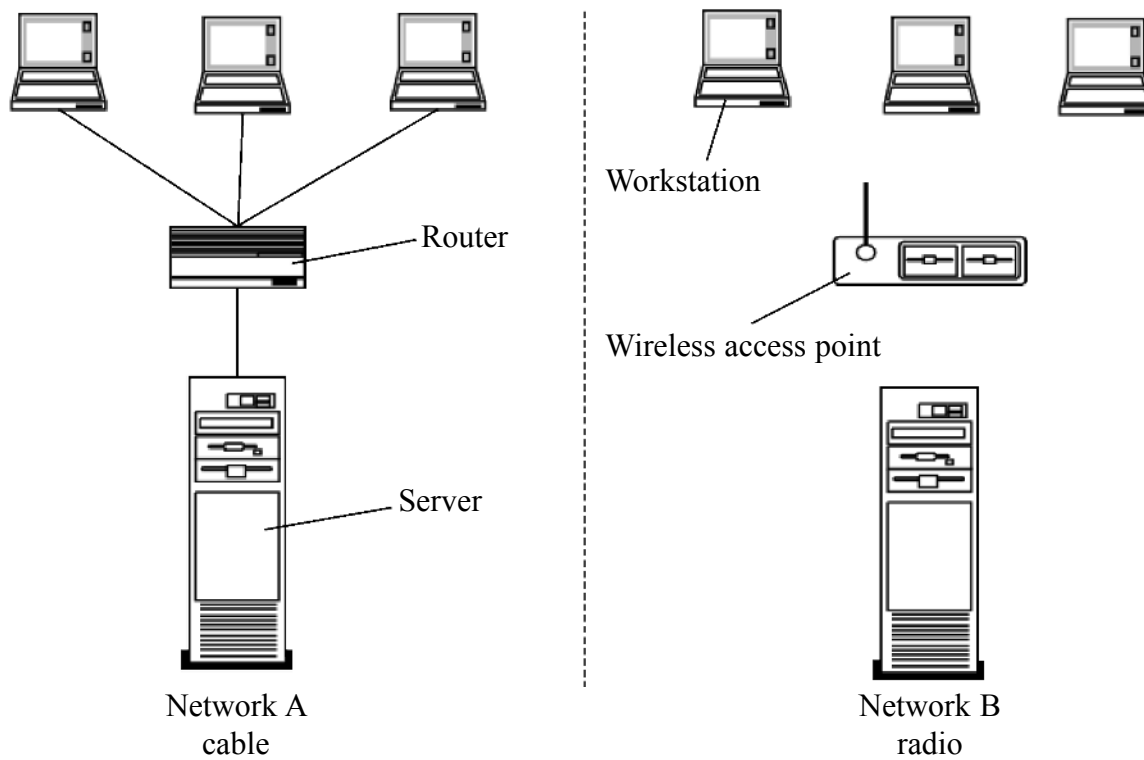 Router
Server
Network A
cable
Workstation
Wireless access point
Network B
radio